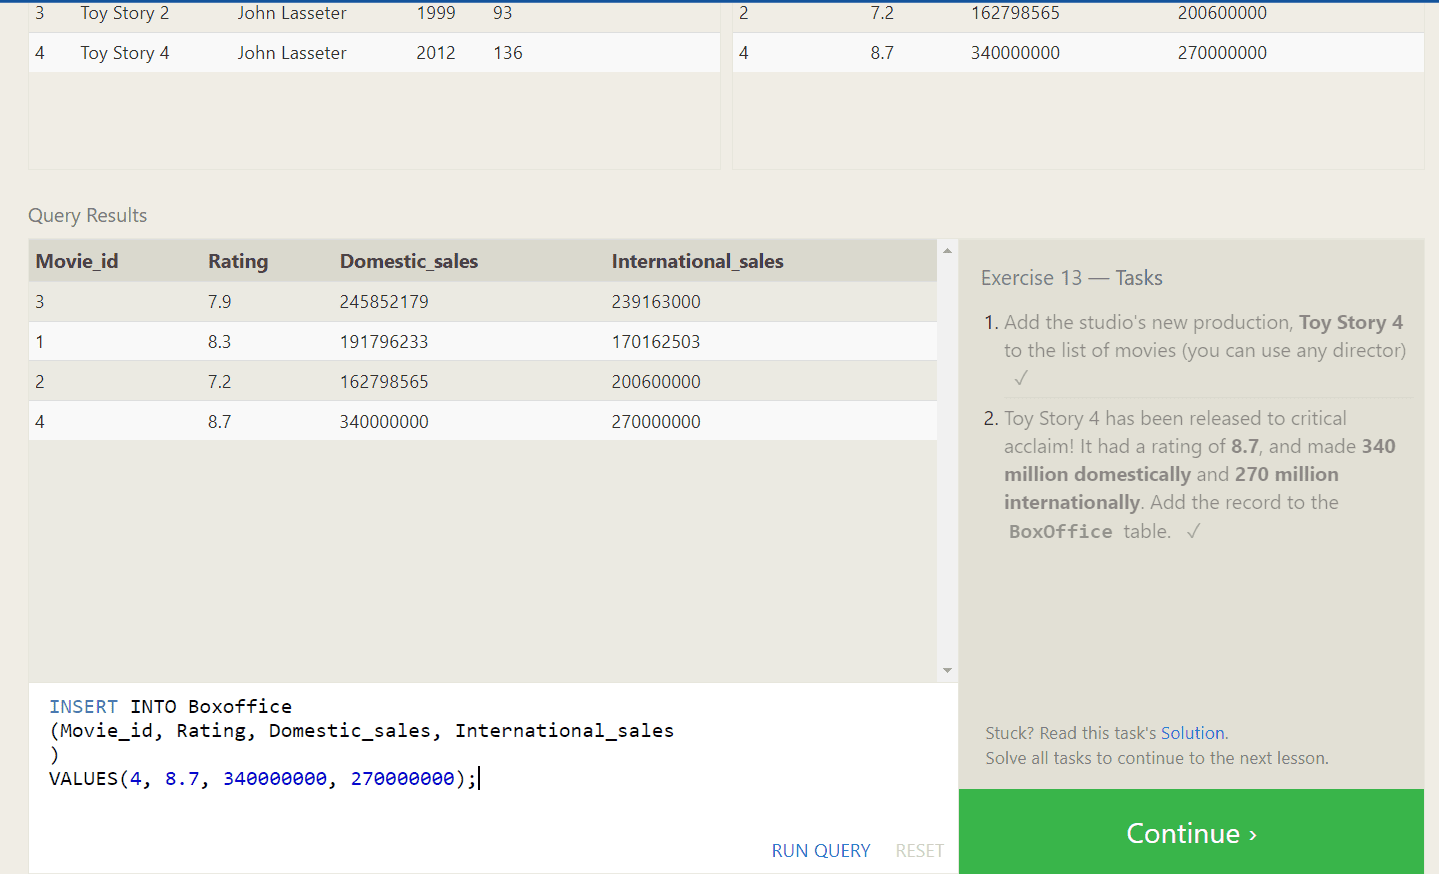 3 Toy Story 2 John Lasseter 1999 93
4 Toy Story 4 John Lasseter 2012 136
2 7.2 162798565 200600000
4 8.7 340000000 270000000
Query Results
Movie_id Rating Domestic_sales International_sales
3 7.9 245852179 239163000
1 8.3 191796233 170162503
2 7.2 162798565 200600000
4 8.7 340000000 270000000
INSERT INTO Boxoffice
(Movie_id, Rating, Domestic_sales, International_sales
)
VALUES(4, 8.7, 340000000, 270000000);
RUN QUERY RESET
Exercise 13 — Tasks
1. Add the studio's new production, Toy Story 4
to the list of movies (you can use any director)
✓
2. Toy Story 4 has been released to critical
acclaim! It had a rating of 8.7, and made 340
million domestically and 270 million
internationally. Add the record to the
BoxOffice table. ✓
Stuck? Read this task's Solution.
Solve all tasks to continue to the next lesson.
Continue ›